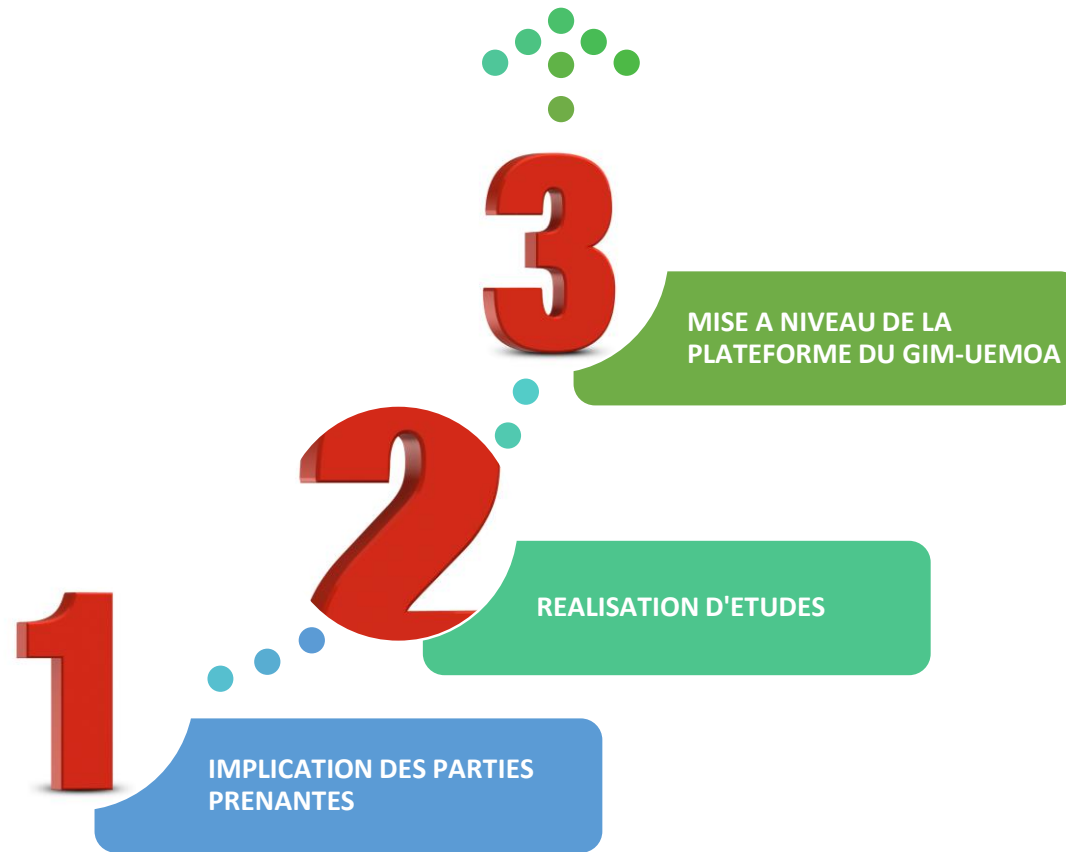 3
MISE A NIVEAU DE LA
PLATEFORME DU GIM-UEMOA
2
REALISATION D'ETUDES
1
IMPLICATION DES PARTIES
PRENANTES